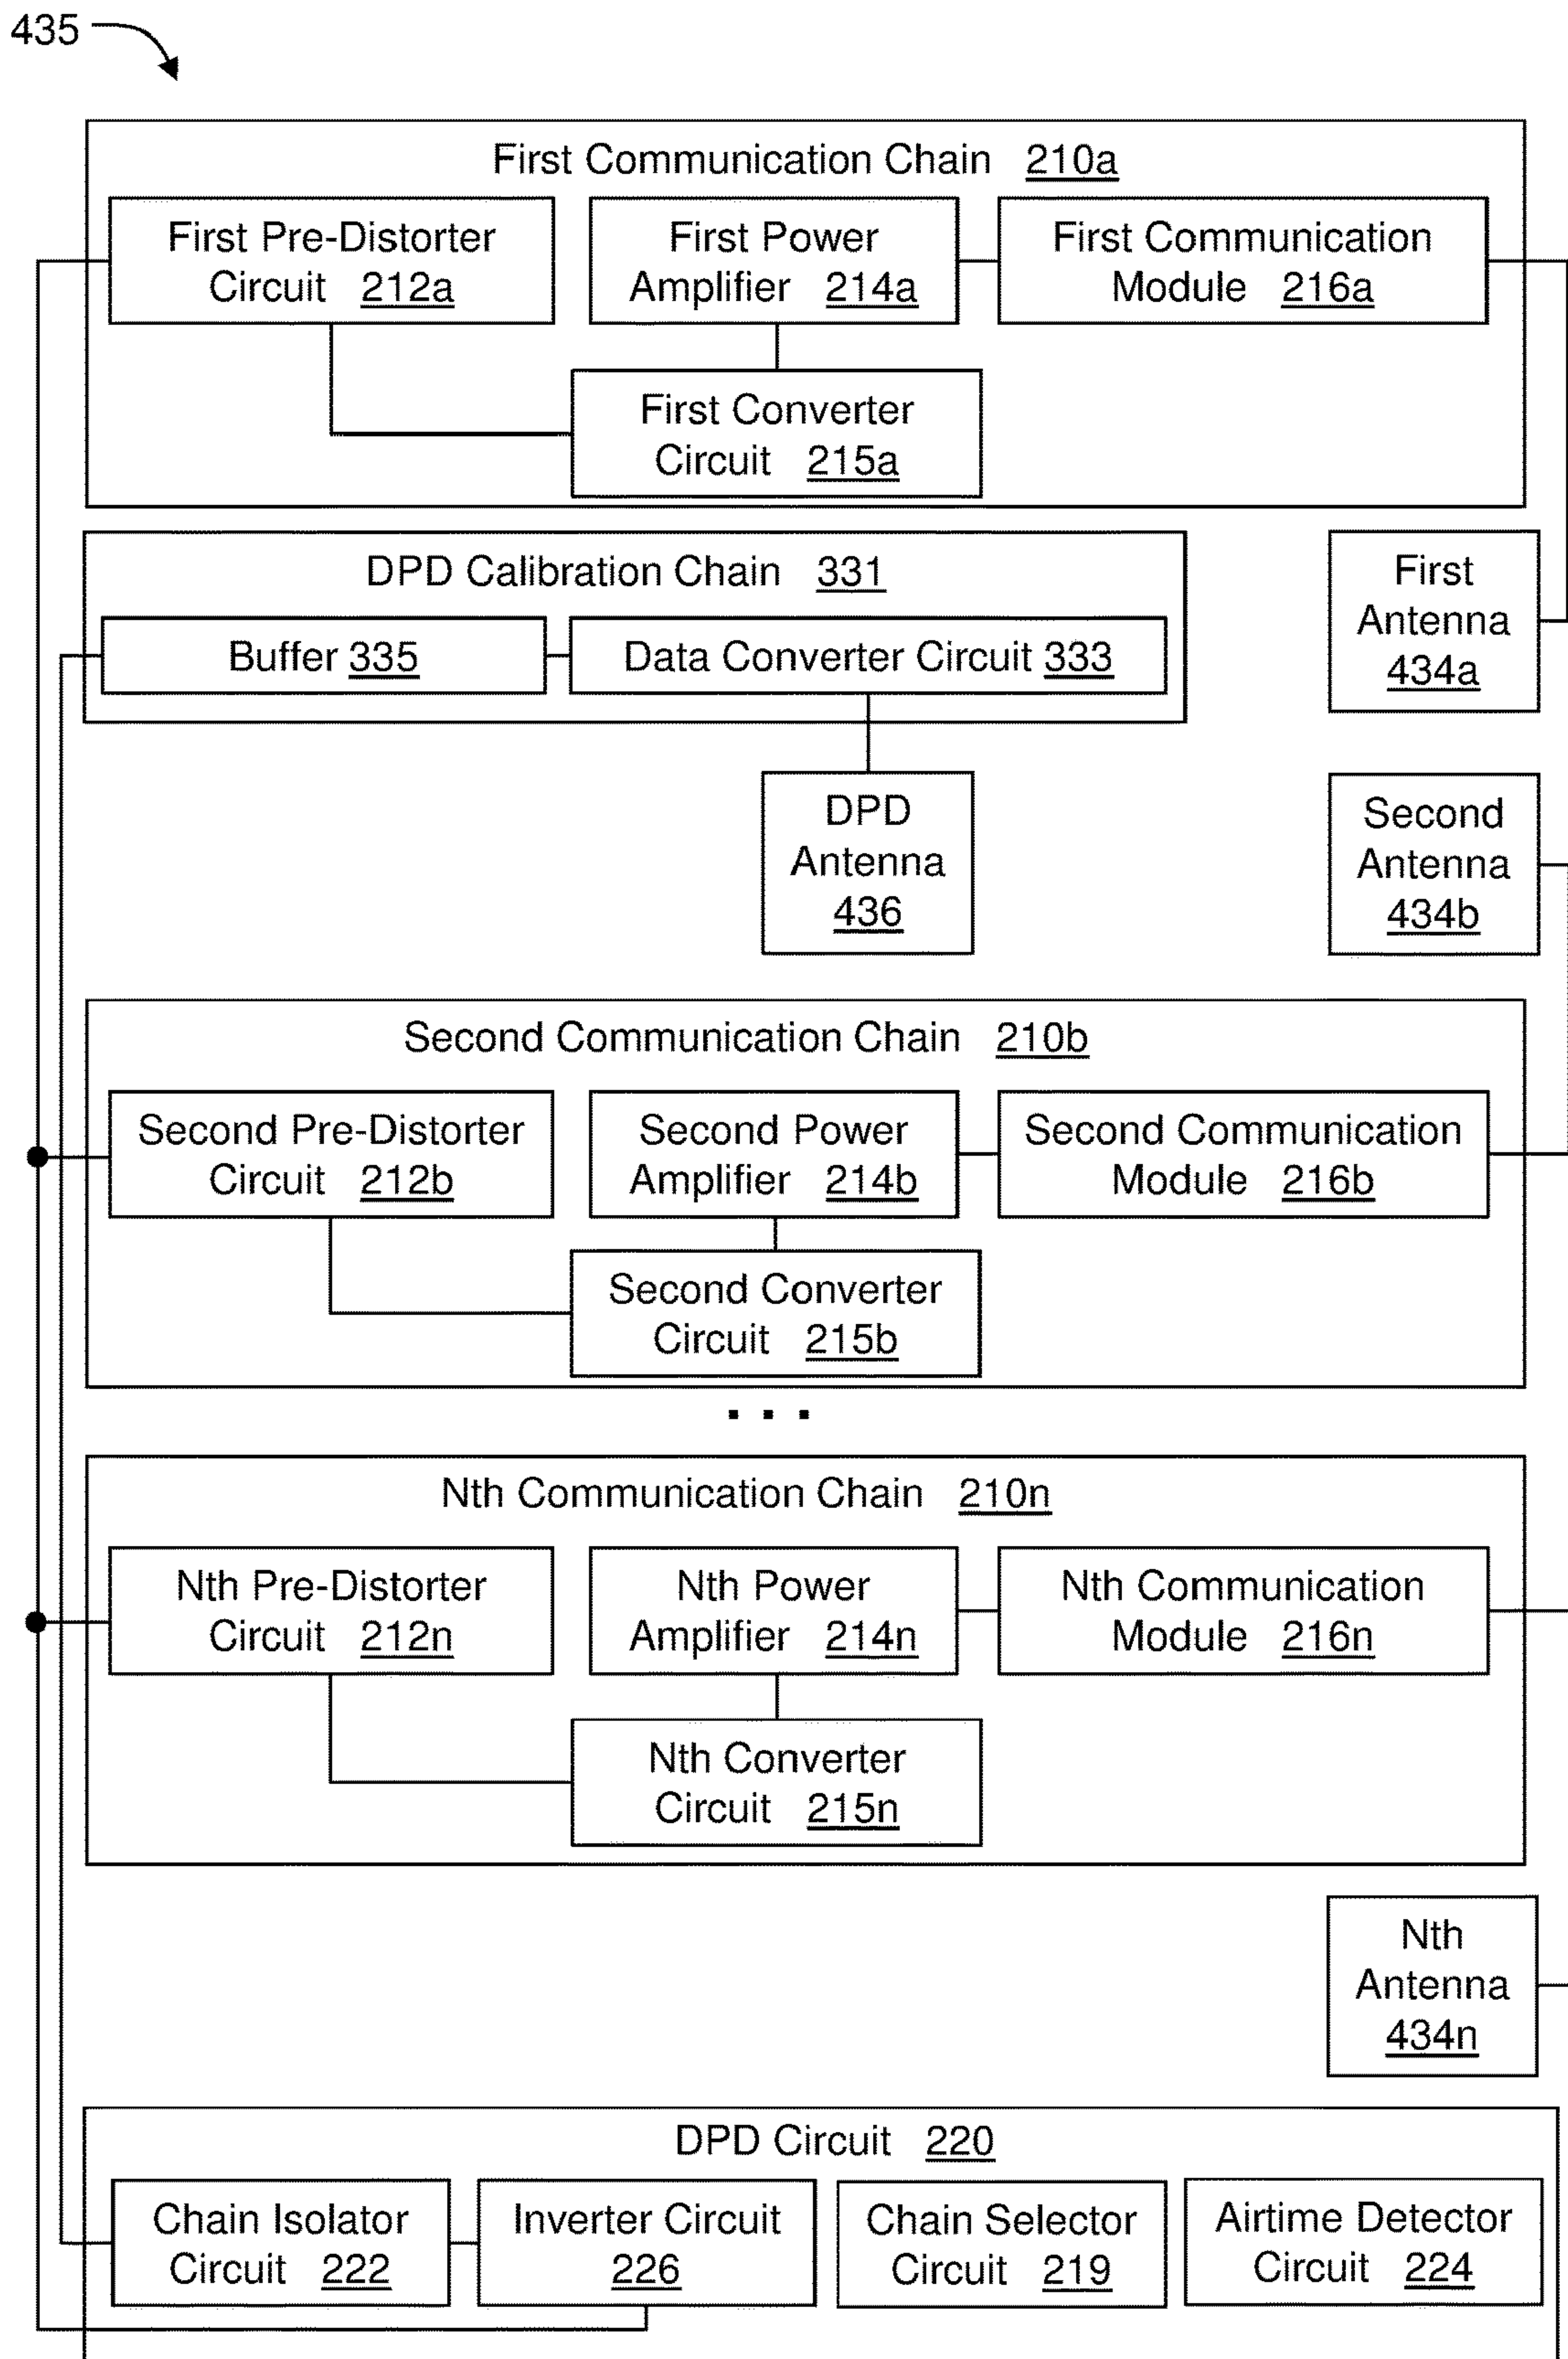 435
First Communication Chain 210a
First Pre-Distorter
Circuit 212a
First Power
Amplifier 214a
First Communication
Module 216a
First Converter
Circuit 215a
DPD Calibration Chain 331
Buffer 335
Data Converter Circuit 333
First
Antenna
434a
DPD
Antenna
436
Second
Antenna
434b
Second Communication Chain 210b
Second Pre-Distorter
Circuit 212b
Second Power
Amplifier 214b
Second Communication
Module 216b
Second Converter
Circuit 215b
. . .
Nth Communication Chain 210n
Nth Pre-Distorter
Circuit 212n
Nth Power
Amplifier 214n
Nth Communication
Module 216n
Nth Converter
Circuit 215n
Nth
Antenna
434n
DPD Circuit 220
Chain Isolator
Circuit 222
Inverter Circuit
226
Chain Selector
Circuit 219
Airtime Detector
Circuit 224